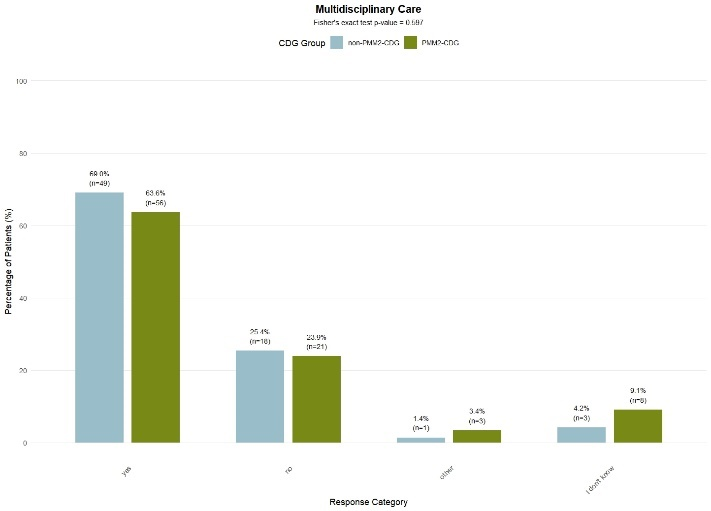 Multidisciplinary Care
Fisher's exact test p-value = 0.597
CDG Group non-PMM2-CDG PMM2-CDG
Percentage of Patients (%)
100
80
60
40
20
0
69.0%
(n=49)
63.6%
(n=56)
25.4%
(n=18)
23.9%
(n=21)
1.4%
(n=1)
3.4%
(n=3)
4.2%
(n=3)
9.1%
(n=8)
yes
no
other
I don't know
Response Category